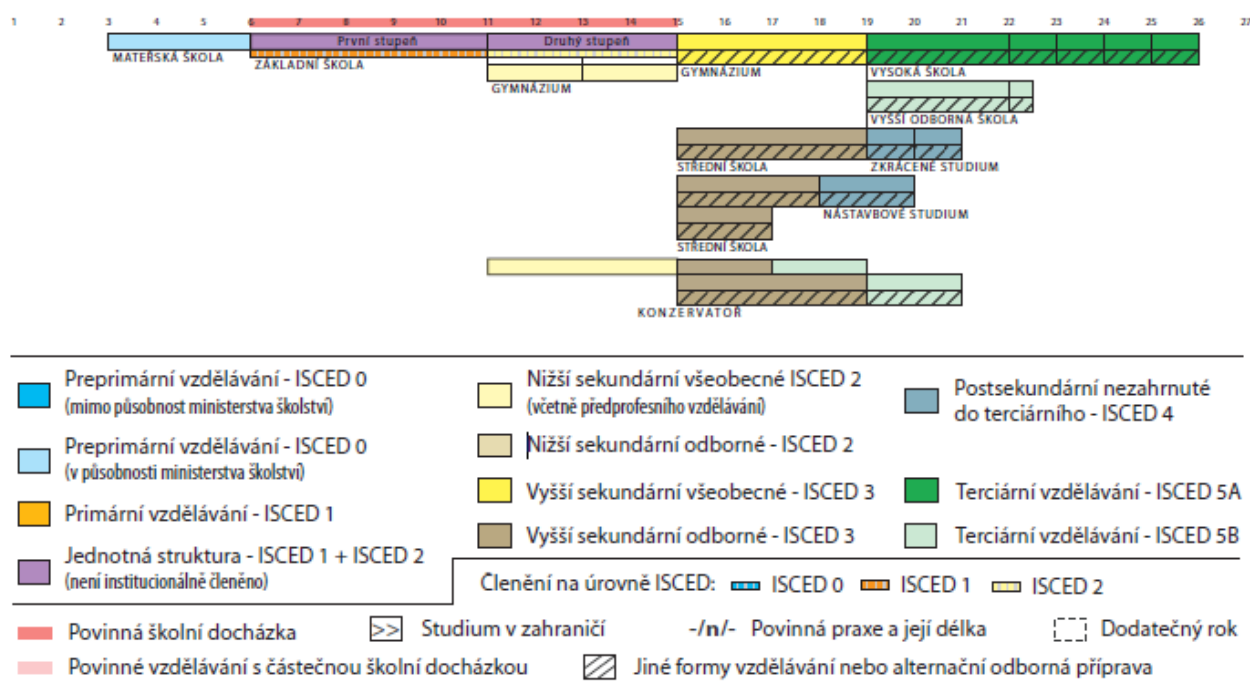 1 2 3 4 5 6 7 8 9 10 11 12 13 14 15 16 17 18 19 20 21 22 23 24 25 26 27
První stupeň Druhý stupeň
MATEŘSKÁ ŠKOLA ZÁKLADNÍ ŠKOLA GYMNÁZIUM VYSOKÁ ŠKOLA
GYMNÁZIUM
VYŠŠÍ ODBORNÁ ŠKOLA
STŘEDNÍ ŠKOLA ZKRÁCENÉ STUDIUM
NÁSTAVBOVÉ STUDIUM
STŘEDNÍ ŠKOLA
KONZERVATOŘ
Preprimární vzdělávání - ISCED 0
(mimo působnost ministerstva školství)
Preprimární vzdělávání - ISCED 0
(v působnosti ministerstva školství)
Primární vzdělávání - ISCED 1
Jednotná struktura - ISCED 1 + ISCED 2
(není institucionálně členěno)
Nižší sekundární všeobecné ISCED 2
(včetně předprofesního vzdělávání)
Nižší sekundární odborné - ISCED 2
Vyšší sekundární všeobecné - ISCED 3
Vyšší sekundární odborné - ISCED 3
Postsekundární nezahrnuté
do terciárního - ISCED 4
Terciární vzdělávání - ISCED 5A
Terciární vzdělávání - ISCED 5B
Členění na úrovně ISCED: ISCED 0 ISCED 1 ISCED 2
Povinná školní docházka >> Studium v zahraničí -/n/- Povinná praxe a její délka Dodatečný rok
Povinné vzdělávání s částečnou školní docházkou Jiné formy vzdělávání nebo alternační odborná příprava